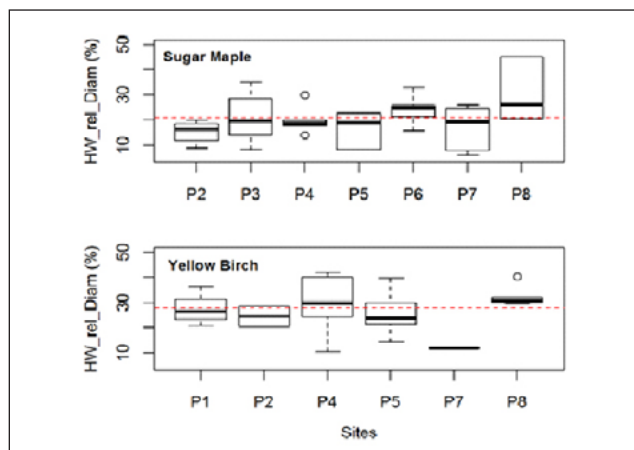 Sugar Maple
HW_rel_Diam (%)
50
30
10
P2 P3 P4 P5 P6 P7 P8
Yellow Birch
HW_rel_Diam (%)
50
30
10
P1 P2 P4 P5 P7 P8
Sites